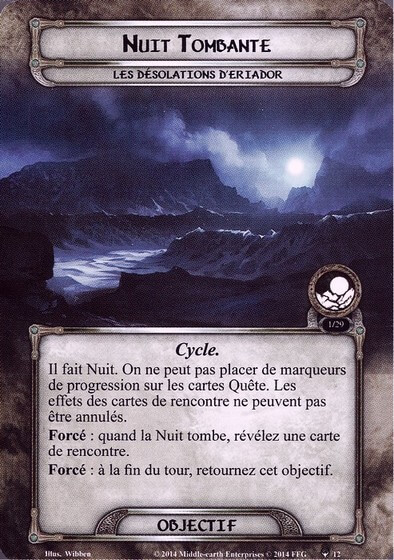 NUIT TOMBANTE
LES DÉSOLATIONS D'ERIADOR
1/29
Cycle.
Il fait Nuit. On ne peut pas placer de marqueurs
de progression sur les cartes Quête. Les
effets des cartes de rencontre ne peuvent pas
être annulés.
Forcé : quand la Nuit tombe, révélez une carte
de rencontre.
Forcé : à la fin du tour, retournez cet objectif.
OBJECTIF
Illus. Wibben © 2014 Middle-earth Enterprises © 2014 FFG 12